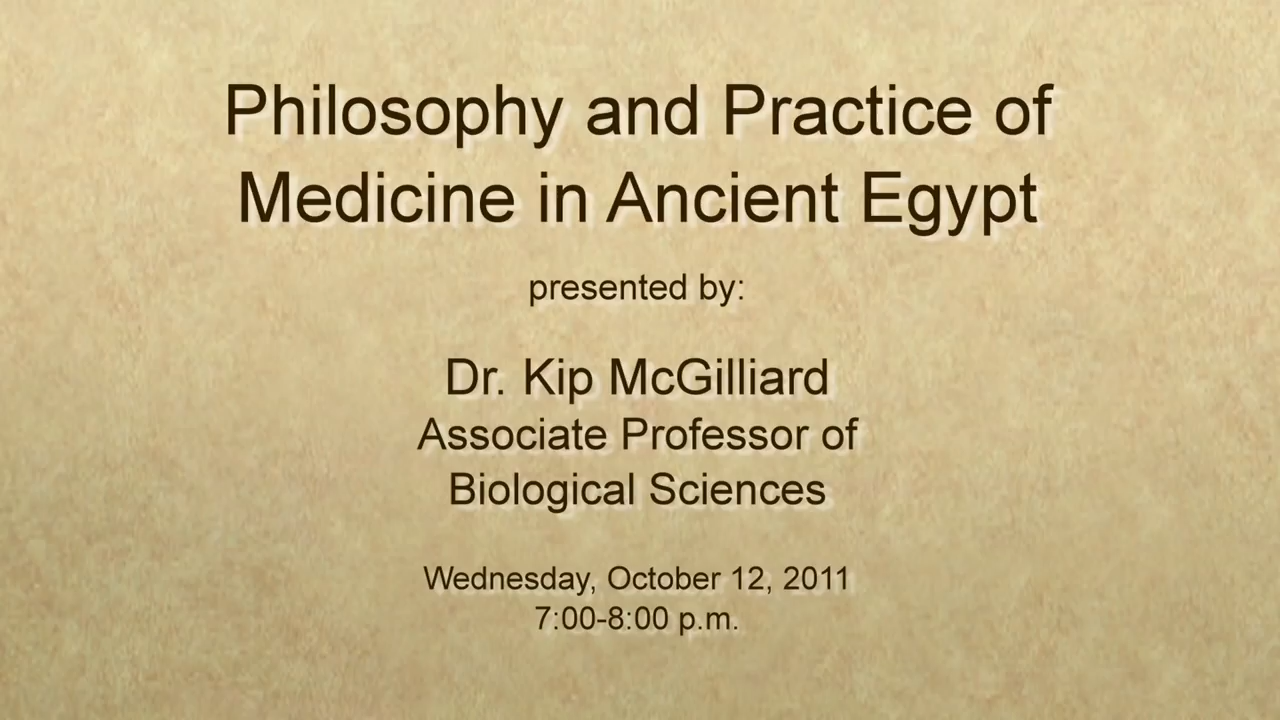 Philosophy and Practice of
Medicine in Ancient Egypt
presented by:
Dr. Kip McGilliard
Associate Professor of
Biological Sciences
Wednesday, October 12, 2011
7:00-8:00 p.m.